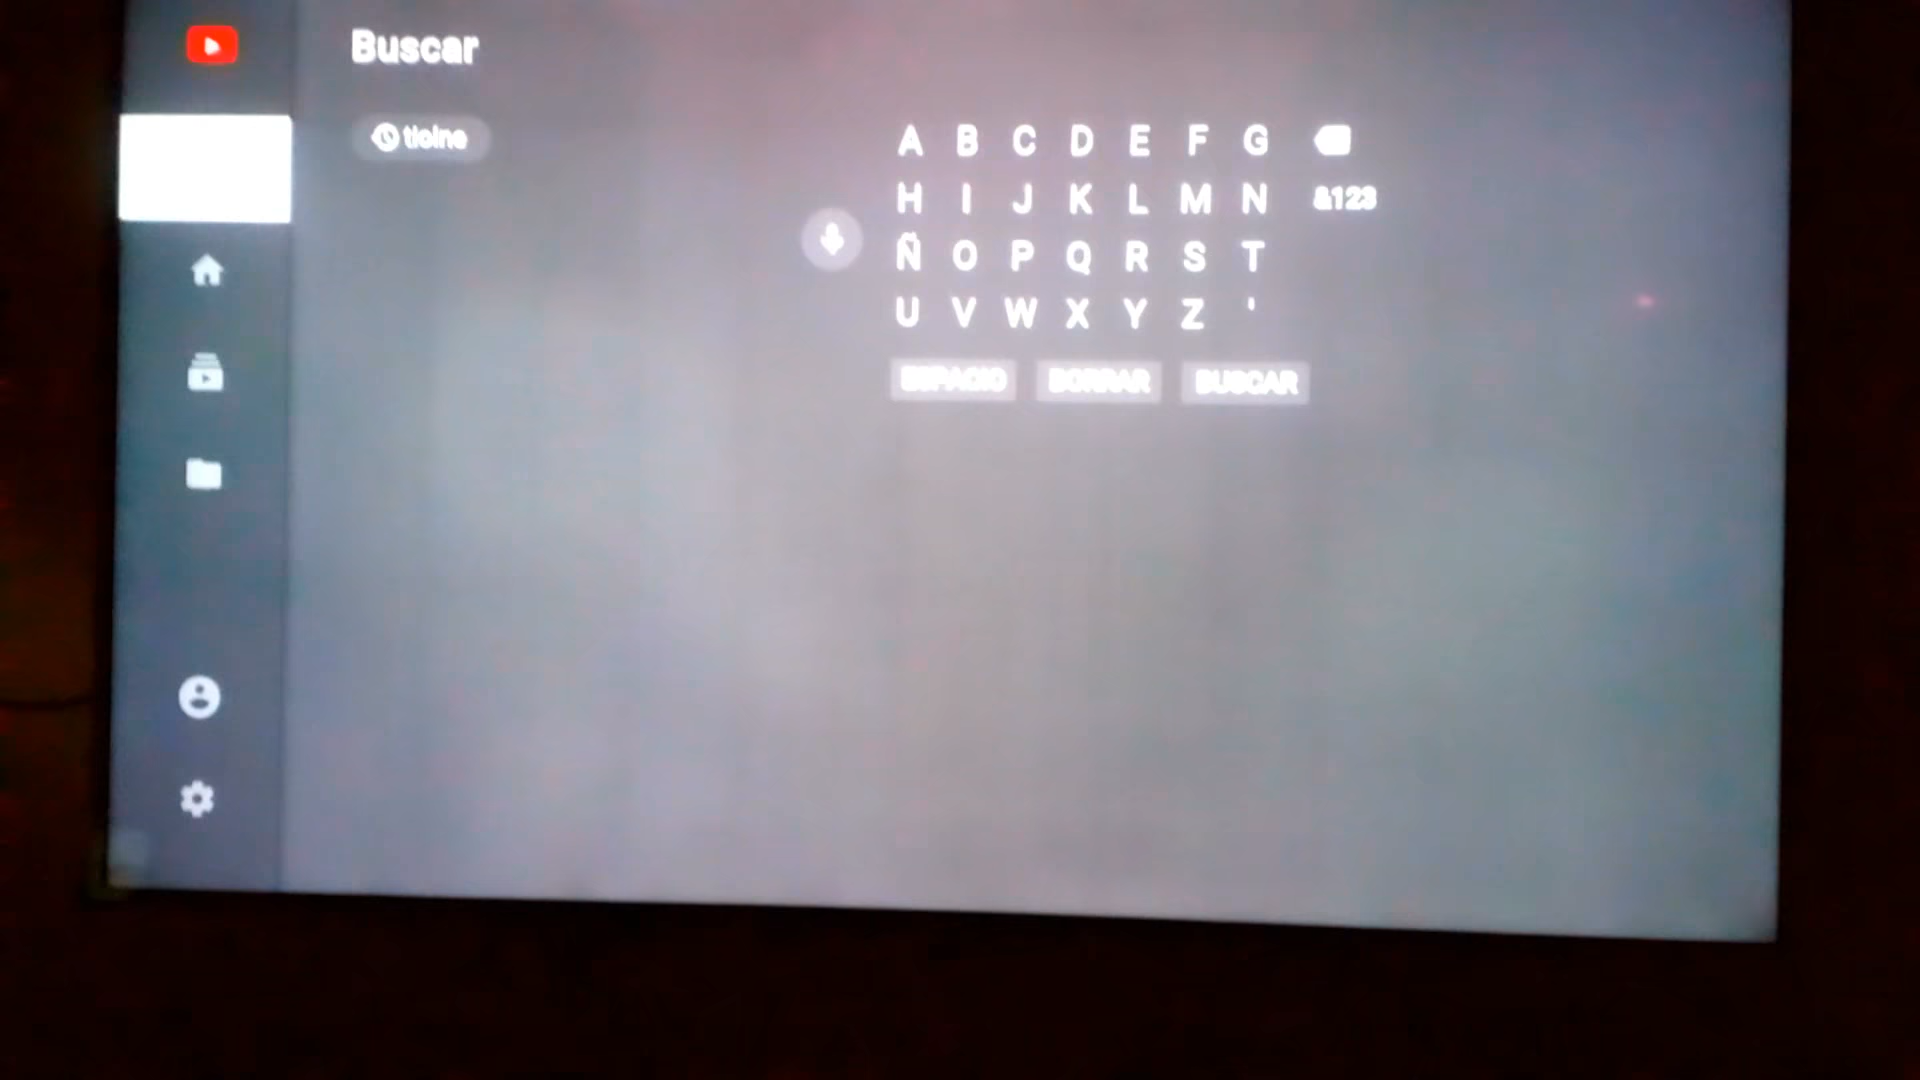 Buscar
tioine
A B C D E F G
H I J K L M N &123
Ñ O P Q R S T
U V W X Y Z '
ESPACIO BORRAR BUSCAR